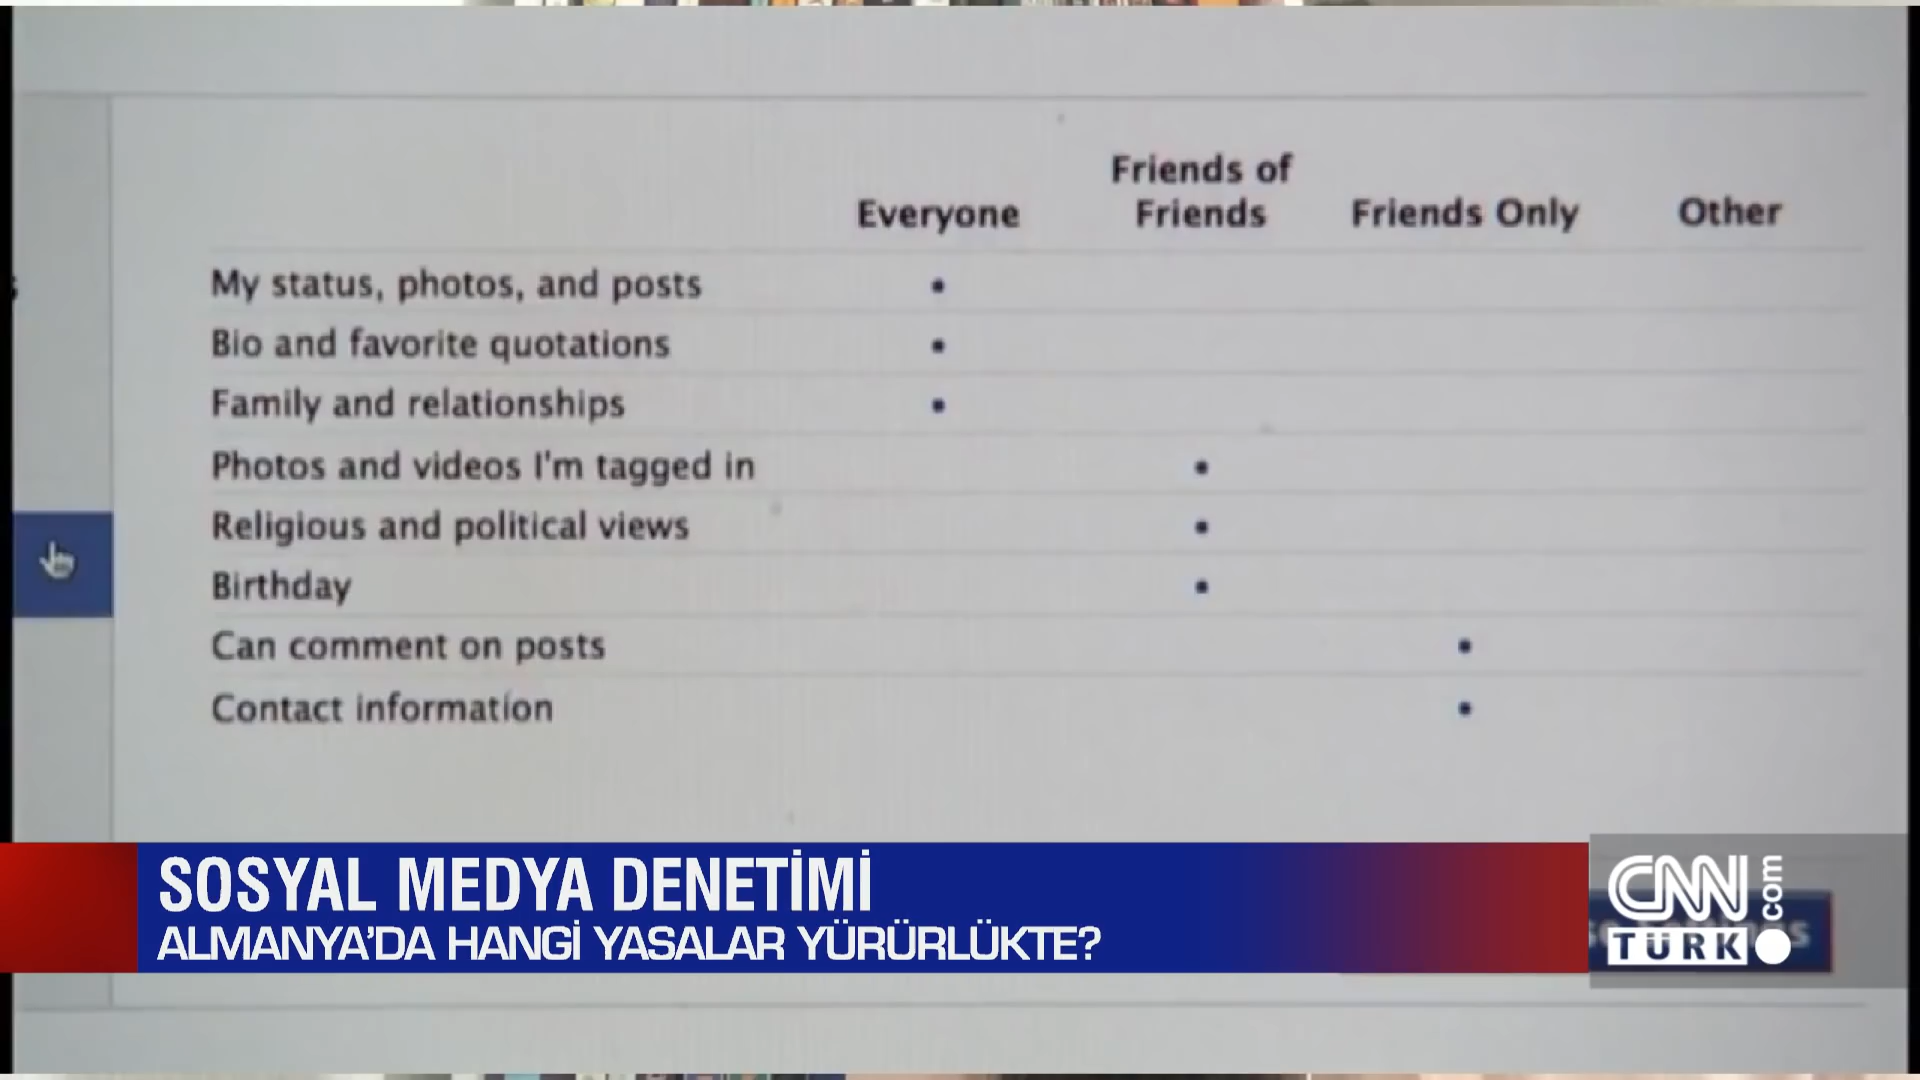 Everyone Friends of Friends Friends Only Other
My status, photos, and posts •
Bio and favorite quotations •
Family and relationships •
Photos and videos I'm tagged in •
Religious and political views •
Birthday •
Can comment on posts •
Contact information •
SOSYAL MEDYA DENETİMİ
ALMANYA'DA HANGİ YASALAR YÜRÜRLÜKTE?
CNN
TÜRK
.com